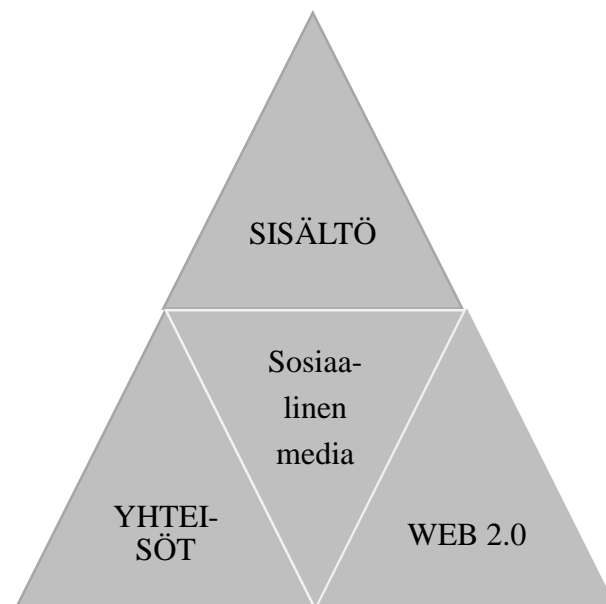 SISÄLTÖ
Sosiaa-
linen
media
YHTEI-
SÖT
WEB 2.0